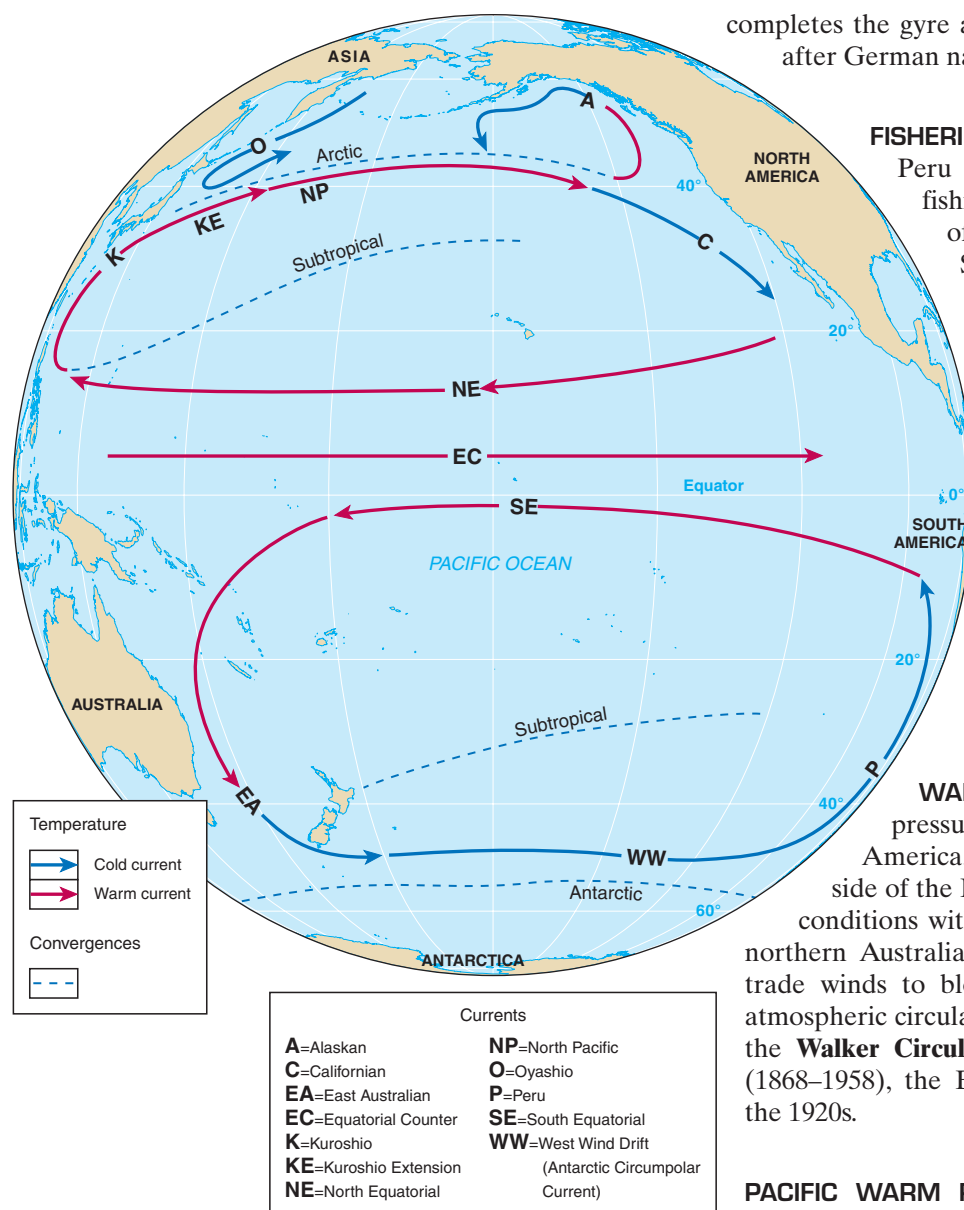 completes the gyre a
after German na
FISHERI
Peru
fish
S
ASIA
A
O
Arctic
NORTH
AMERICA
40°
NP
KE
C
K
Subtropical
20°
NE
EC
Equator
0°
SE
SOUTH
AMERICA
PACIFIC OCEAN
20°
AUSTRALIA
Subtropical
P
EA
40°
WW
Antarctic
60°
ANTARCTICA
Temperature
Cold current
Warm current
Convergences
WA
pressu
America
side of the
conditions wit
northern Australia
trade winds to bl
atmospheric circula
the Walker Circul
(1868–1958), the E
the 1920s.
Currents
A=Alaskan
C=Californian
EA=East Australian
EC=Equatorial Counter
K=Kuroshio
KE=Kuroshio Extension
NE=North Equatorial
NP=North Pacific
O=Oyashio
P=Peru
SE=South Equatorial
WW=West Wind Drift
(Antarctic Circumpolar
Current)
PACIFIC WARM